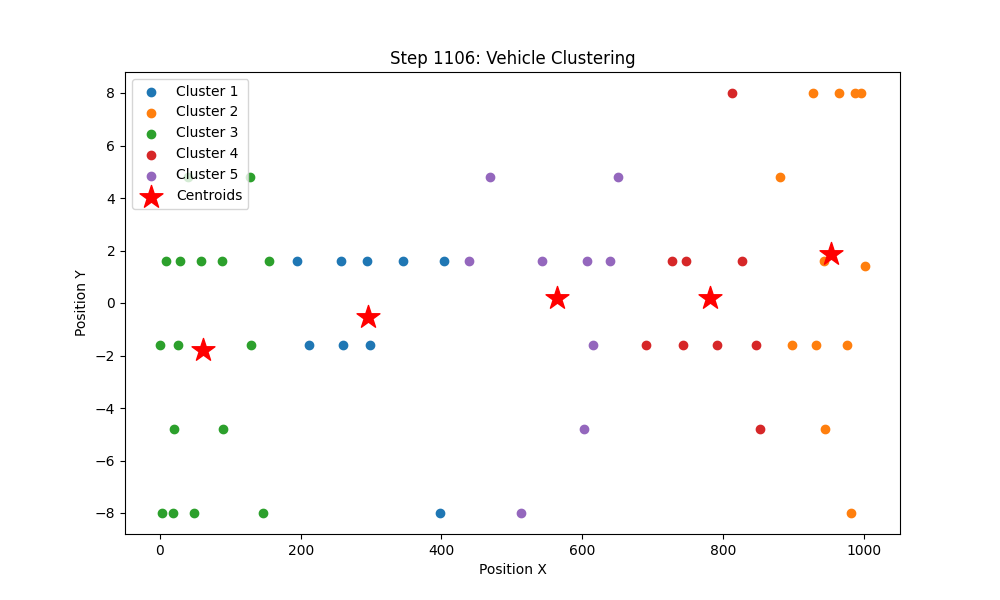 Step 1106: Vehicle Clustering
Cluster 1
Cluster 2
Cluster 3
Cluster 4
Cluster 5
Centroids
8
6
4
2
0
−2
−4
−6
−8
Position Y
0
200
400
600
800
1000
Position X